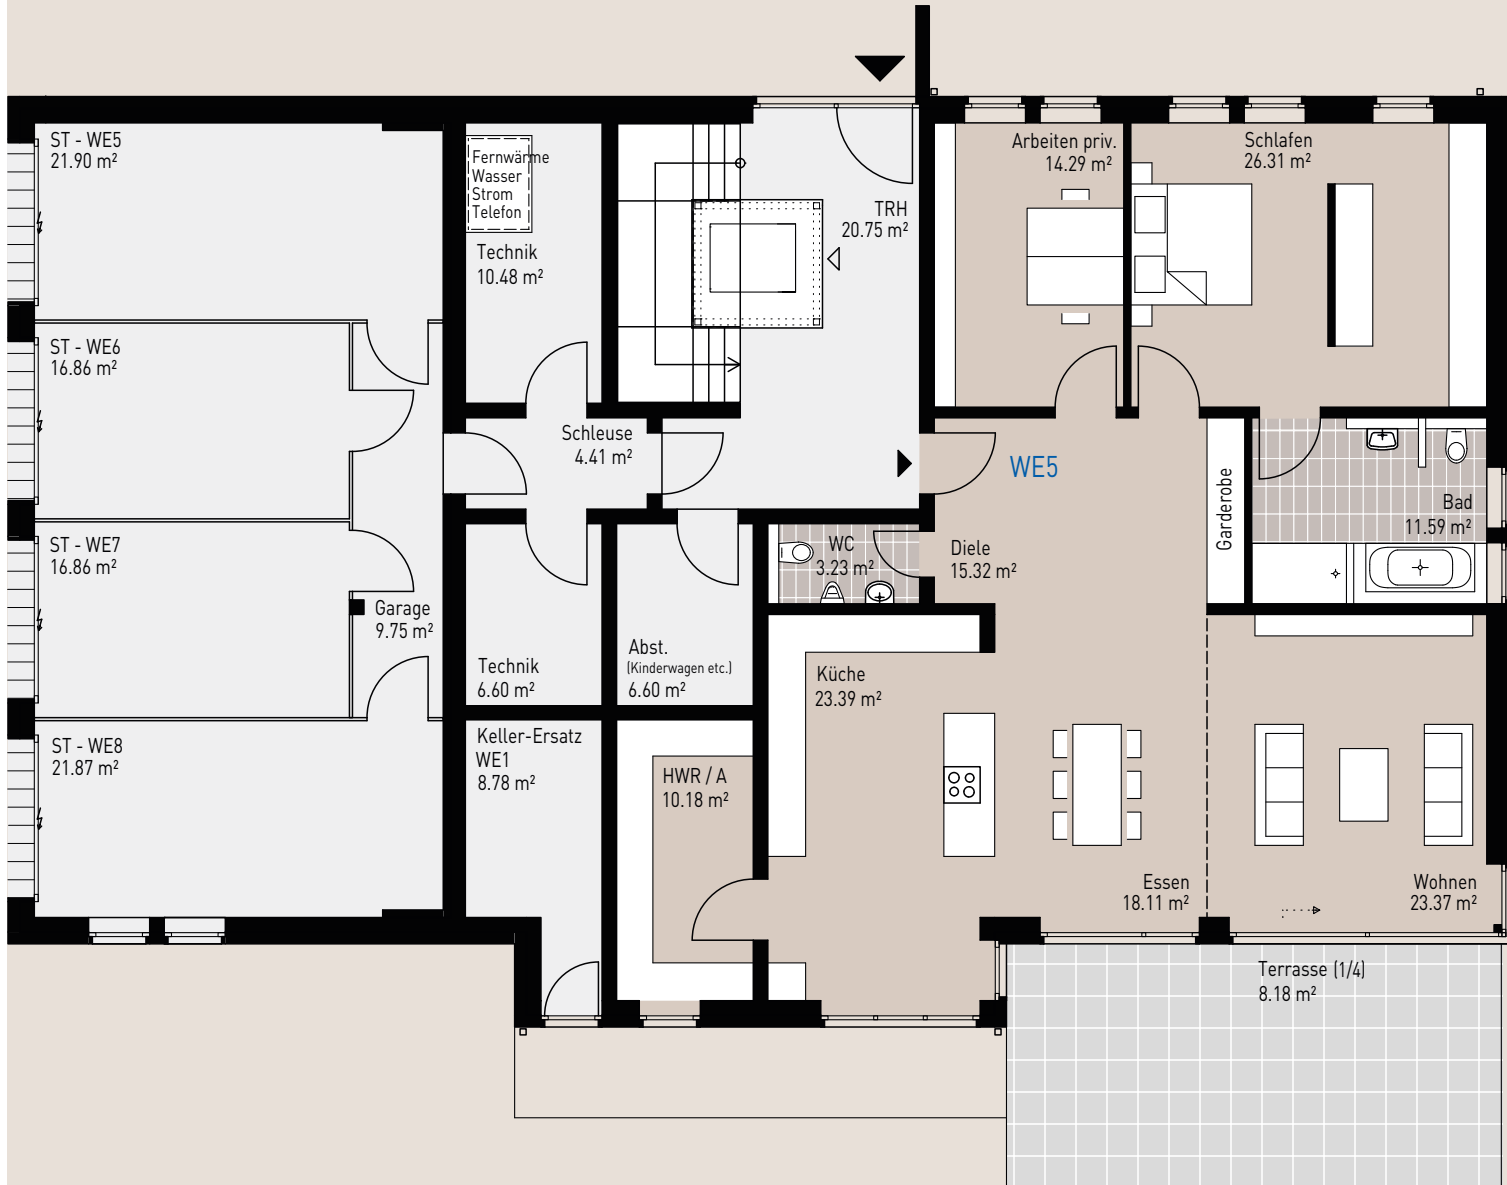 ST - WE5
21.90 m²
Fernwärme
Wasser
Strom
Telefon
Technik
10.48 m²
TRH
20.75 m²
Arbeiten priv.
14.29 m²
Schlafen
26.31 m²
ST - WE6
16.86 m²
Schleuse
4.41 m²
WE5
Garderobe
Bad
11.59 m²
ST - WE7
16.86 m²
WC
3.23 m²
Diele
15.32 m²
Garage
9.75 m²
Technik
6.60 m²
Abst.
(Kinderwagen etc.)
6.60 m²
Küche
23.39 m²
ST - WE8
21.87 m²
Keller-Ersatz
WE1
8.78 m²
HWR / A
10.18 m²
Essen
18.11 m²
Wohnen
23.37 m²
Terrasse (1/4)
8.18 m²